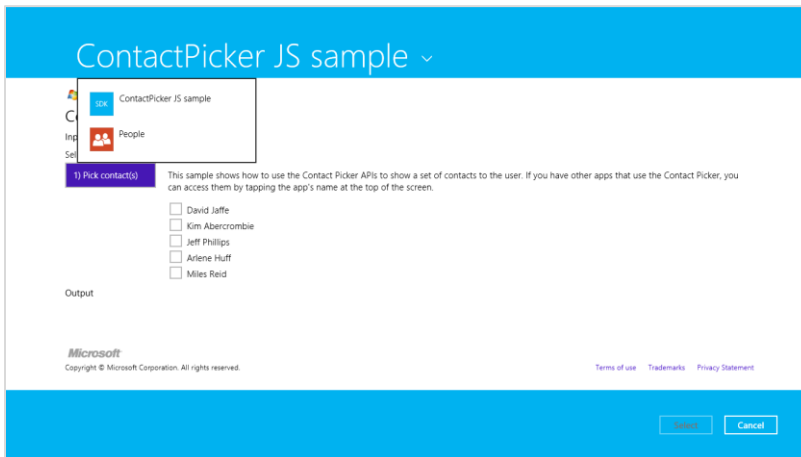 ContactPicker JS sample
SDK ContactPicker JS sample
People
C
Inp
Sel
1) Pick contact(s)
This sample shows how to use the Contact Picker APIs to show a set of contacts to the user. If you have other apps that use the Contact Picker, you
can access them by tapping the app's name at the top of the screen.
David Jaffe
Kim Abercrombie
Jeff Phillips
Arlene Huff
Miles Reid
Output
Microsoft
Copyright © Microsoft Corporation. All rights reserved.
Terms of use Trademarks Privacy Statement
Select Cancel